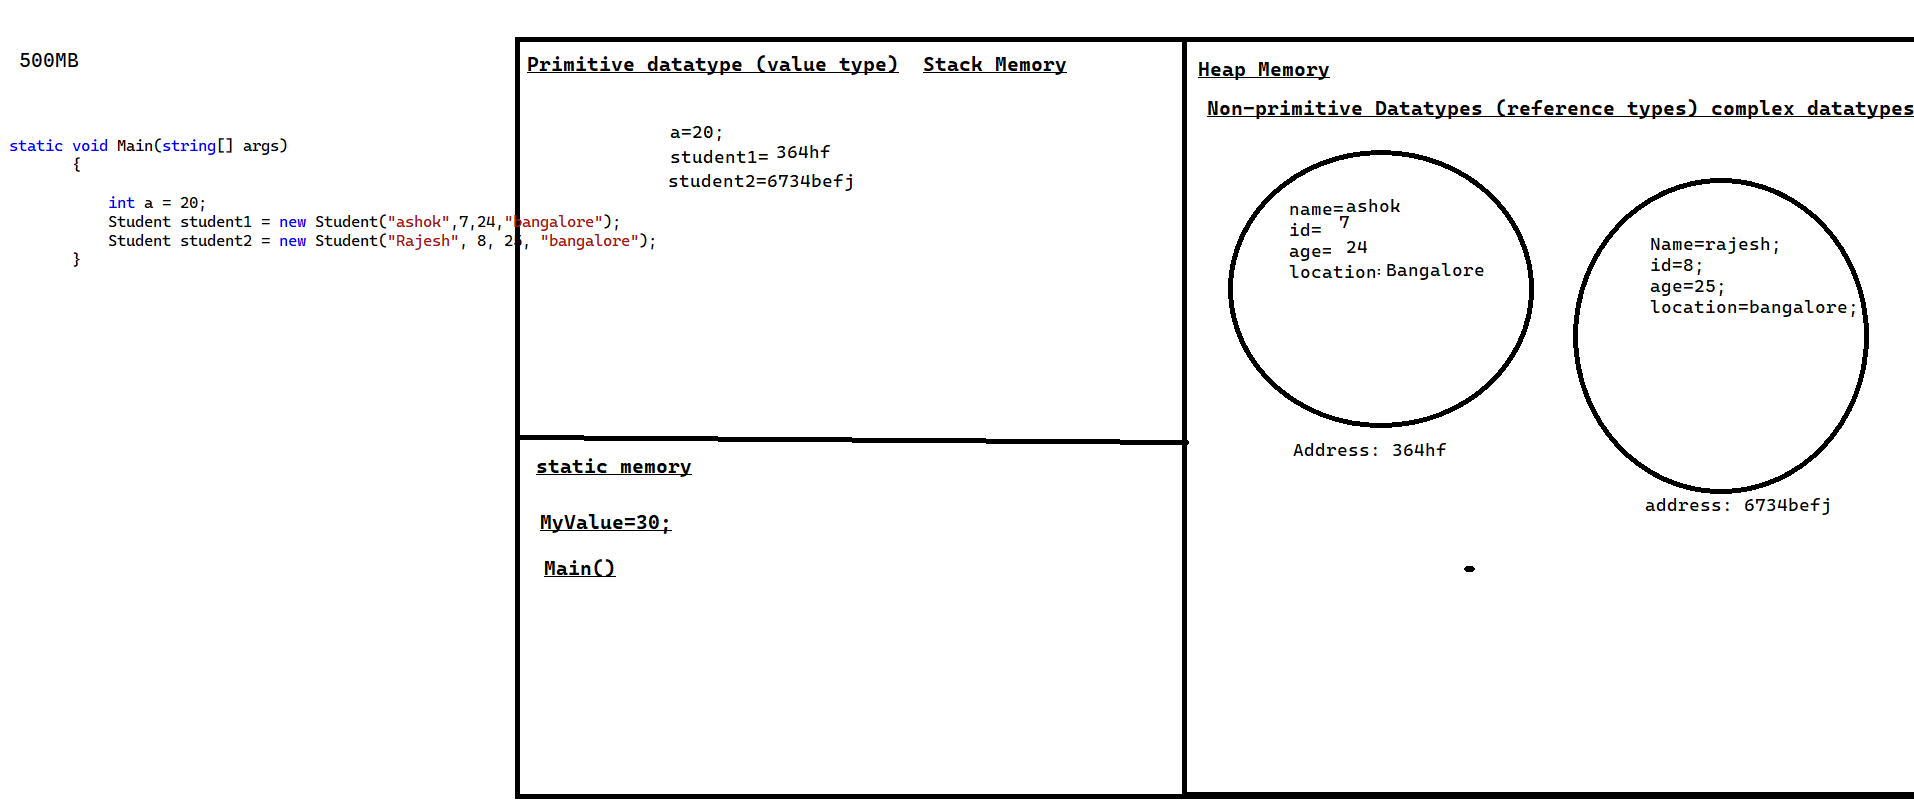 500MB
static void Main(string[] args)
{
int a = 20;
Student student1 = new Student("ashok",7,24,"bangalore");
Student student2 = new Student("Rajesh", 8, 25, "bangalore");
}
Primitive datatype (value type)  Stack Memory
a=20;
student1= 364hf
student2=6734befj
static memory
MyValue=30;
Main()
Heap Memory
Non-primitive Datatypes (reference types) complex datatypes
name=ashok
id= 7
age= 24
location: Bangalore
Address: 364hf
Name=rajesh;
id=8;
age=25;
location=bangalore;
address: 6734befj